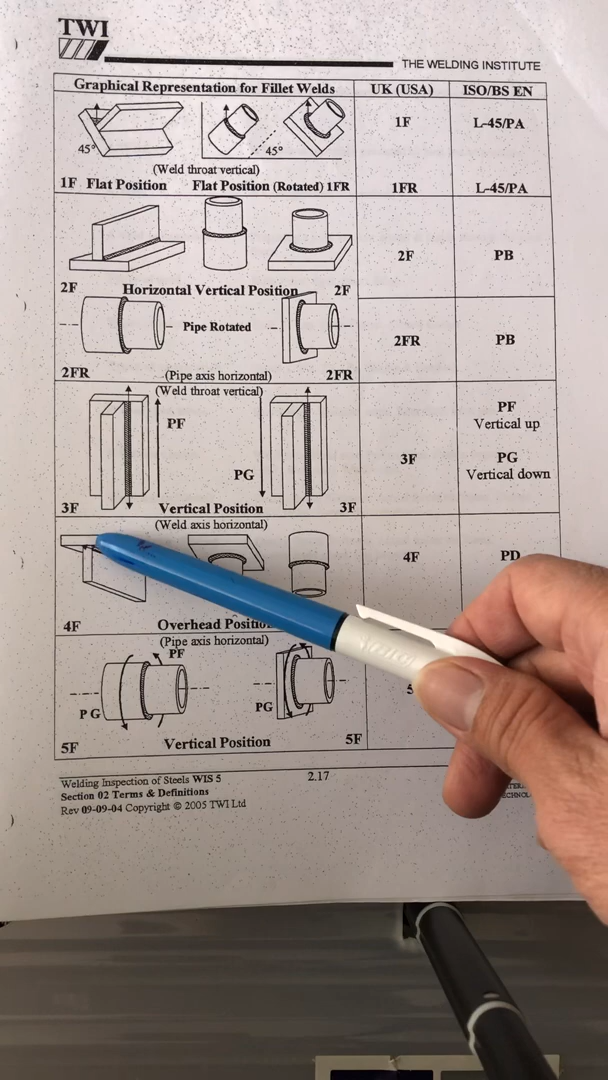 TWI
THE WELDING INSTITUTE
Graphical Representation for Fillet Welds UK (USA) ISO/BS EN
45°
45°
1F L-45/PA
(Weld throat vertical)
1F Flat Position Flat Position (Rotated) 1FR 1FR L-45/PA
2F PB
2F Horizontal Vertical Position 2F
Pipe Rotated
2FR PB
2FR (Pipe axis horizontal) 2FR
(Weld throat vertical)
PF
PG
PF
Vertical up
3F
PG
Vertical down
3F Vertical Position 3F
(Weld axis horizontal)
4F PD
4F Overhead
(Pipe axis horizontal)
PF
PG
PG
5F Vertical Position 5F
Welding Inspection of Steels WIS 5 2.17
Section 02 Terms & Definitions
Rev 09-09-04 Copyright © 2005 TWI Ltd